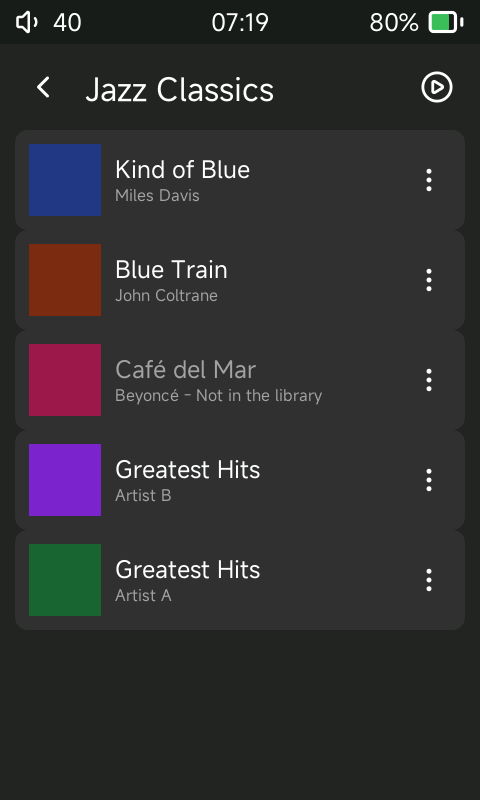 40 07:19 80%
Jazz Classics
Kind of Blue
Miles Davis
Blue Train
John Coltrane
Café del Mar
Beyoncé - Not in the library
Greatest Hits
Artist B
Greatest Hits
Artist A